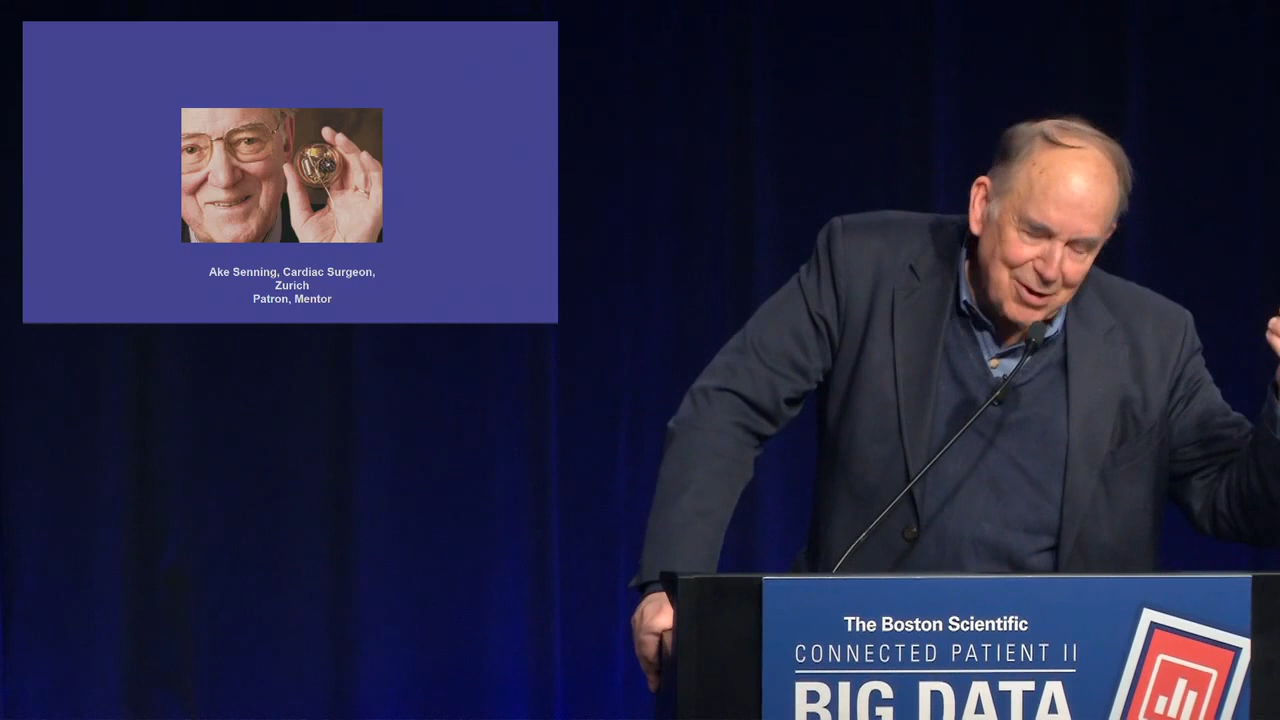 Ake Senning, Cardiac Surgeon,
Zurich
Patron, Mentor
The Boston Scientific
CONNECTED PATIENT II
BIG DATA